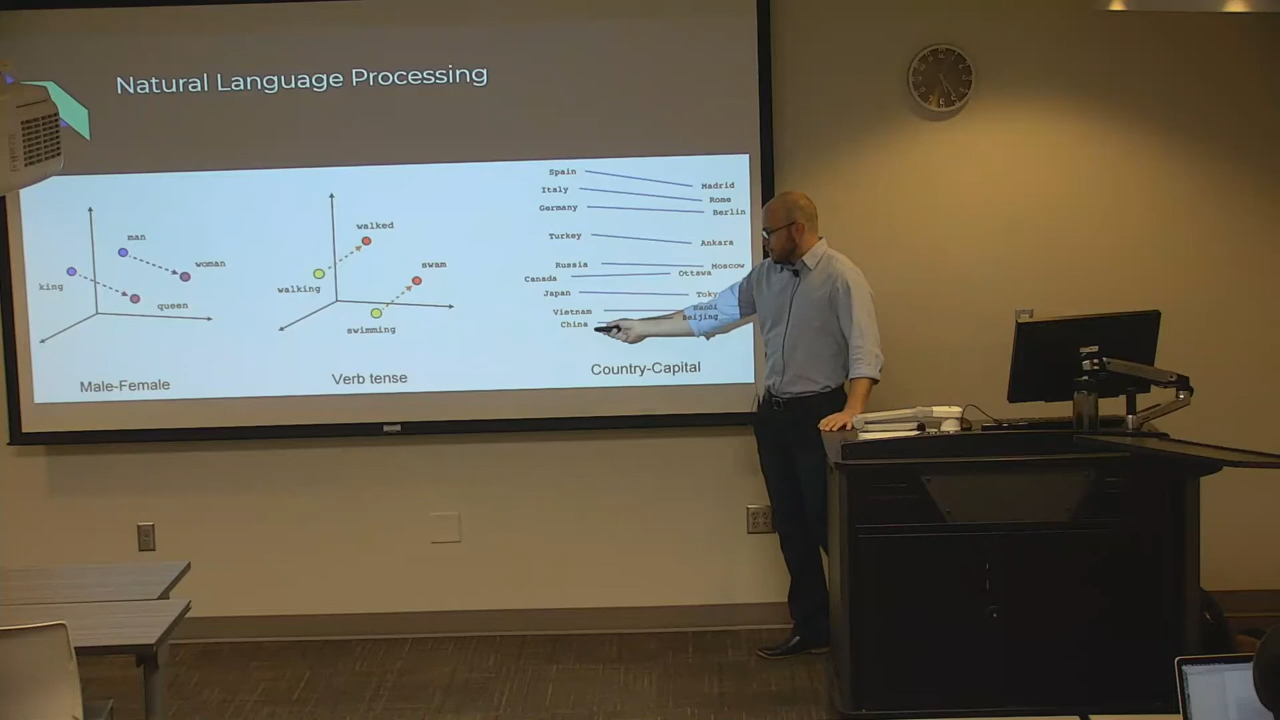 Natural Language Processing
man
woman
king
queen
Male-Female
walked
swam
walking
swimming
Verb tense
Spain Madrid
Italy Rome
Germany Berlin
Turkey Ankara
Russia Moscow
Canada Ottawa
Japan Toky
Vietnam Hanoi
China Beijing
Country-Capital